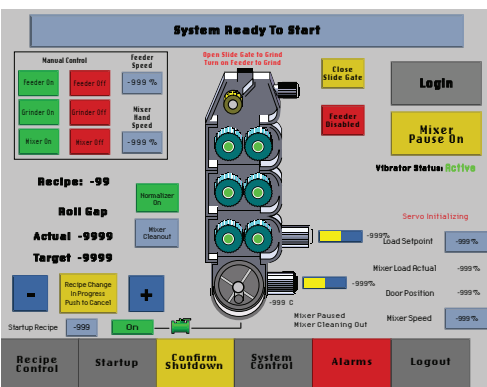 System Ready To Start
Manual Control
Feeder
Speed
Feeder On
Feeder Off
-999 %
Grinder On
Grinder Off
Mixer
Hand
Speed
Mixer On
Mixer Off
-999 %
Open Slide Gate to Grind
Turn on Feeder to Grind
Close
Slide Gate
Feeder
Disabled
Login
Mixer
Pause On
Vibrator Status: Active
Recipe: -99
Normalizer
On
Roll Gap
Mixer
Cleanout
Actual -9999
Target -9999
-
Recipe Change
In Progress
Push to Cancel
+
Startup Recipe
-999
On
-999%
-999%
-999 C
Mixer Paused
Mixer Cleaning Out
Servo Initializing
Load Setpoint
-999%
Mixer Load Actual
-999%
Door Position
-999%
Mixer Speed
-999%
Recipe
Control
Startup
Confirm
Shutdown
System
Control
Alarms
Logout